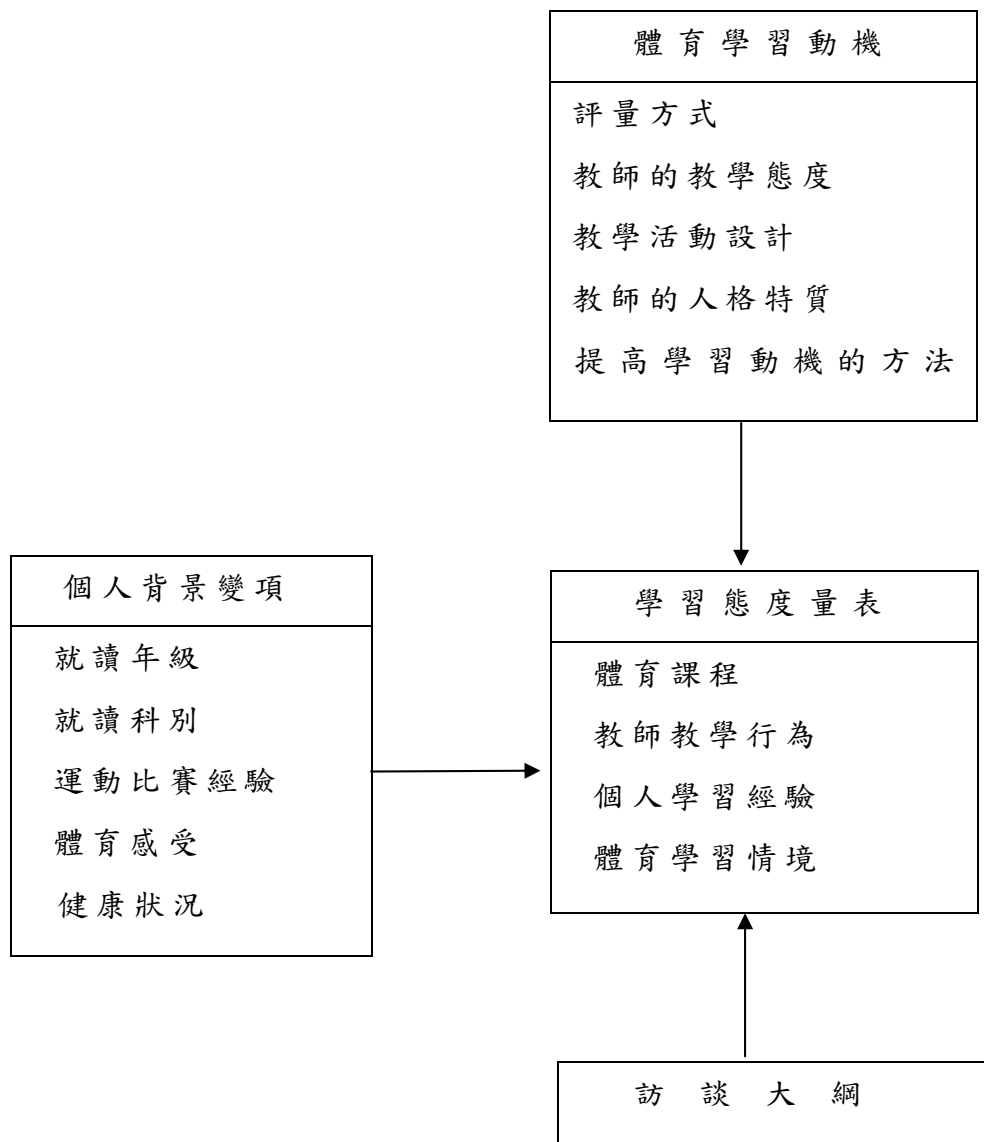 體育學習動機
評量方式
教師的教學態度
教學活動設計
教師的人格特質
提高學習動機的方法
個人背景變項
就讀年級
就讀科別
運動比賽經驗
體育感受
健康狀況
學習態度量表
體育課程
教師教學行為
個人學習經驗
體育學習情境
訪談大綱